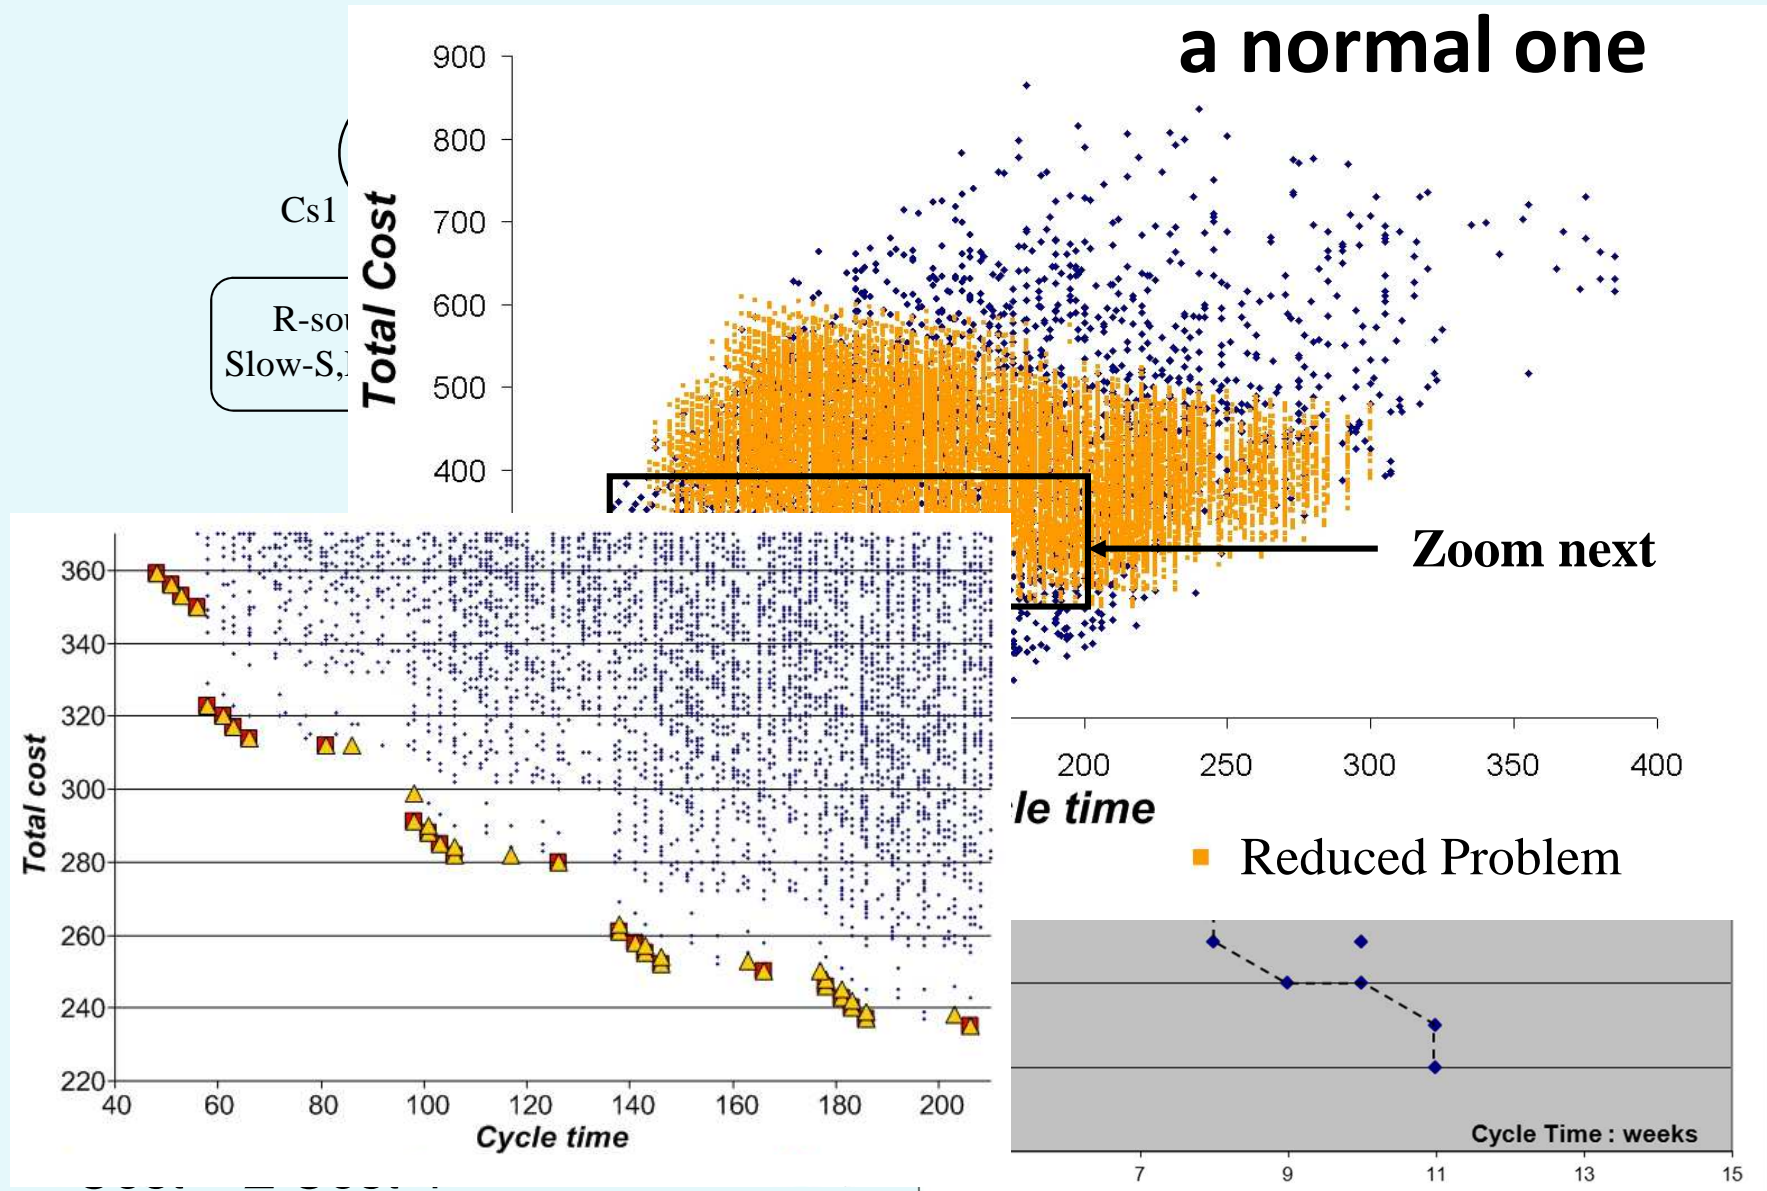 a normal one
900
800
700
600
500
400
Total Cost
Cs1
R-sou
Slow-S,
Zoom next
200 250 300 350 400
le time
Reduced Problem
360
340
320
300
280
260
240
220
Total cost
40 60 80 100 120 140 160 180 200
Cycle time
Cycle Time : weeks
7 9 11 13 15